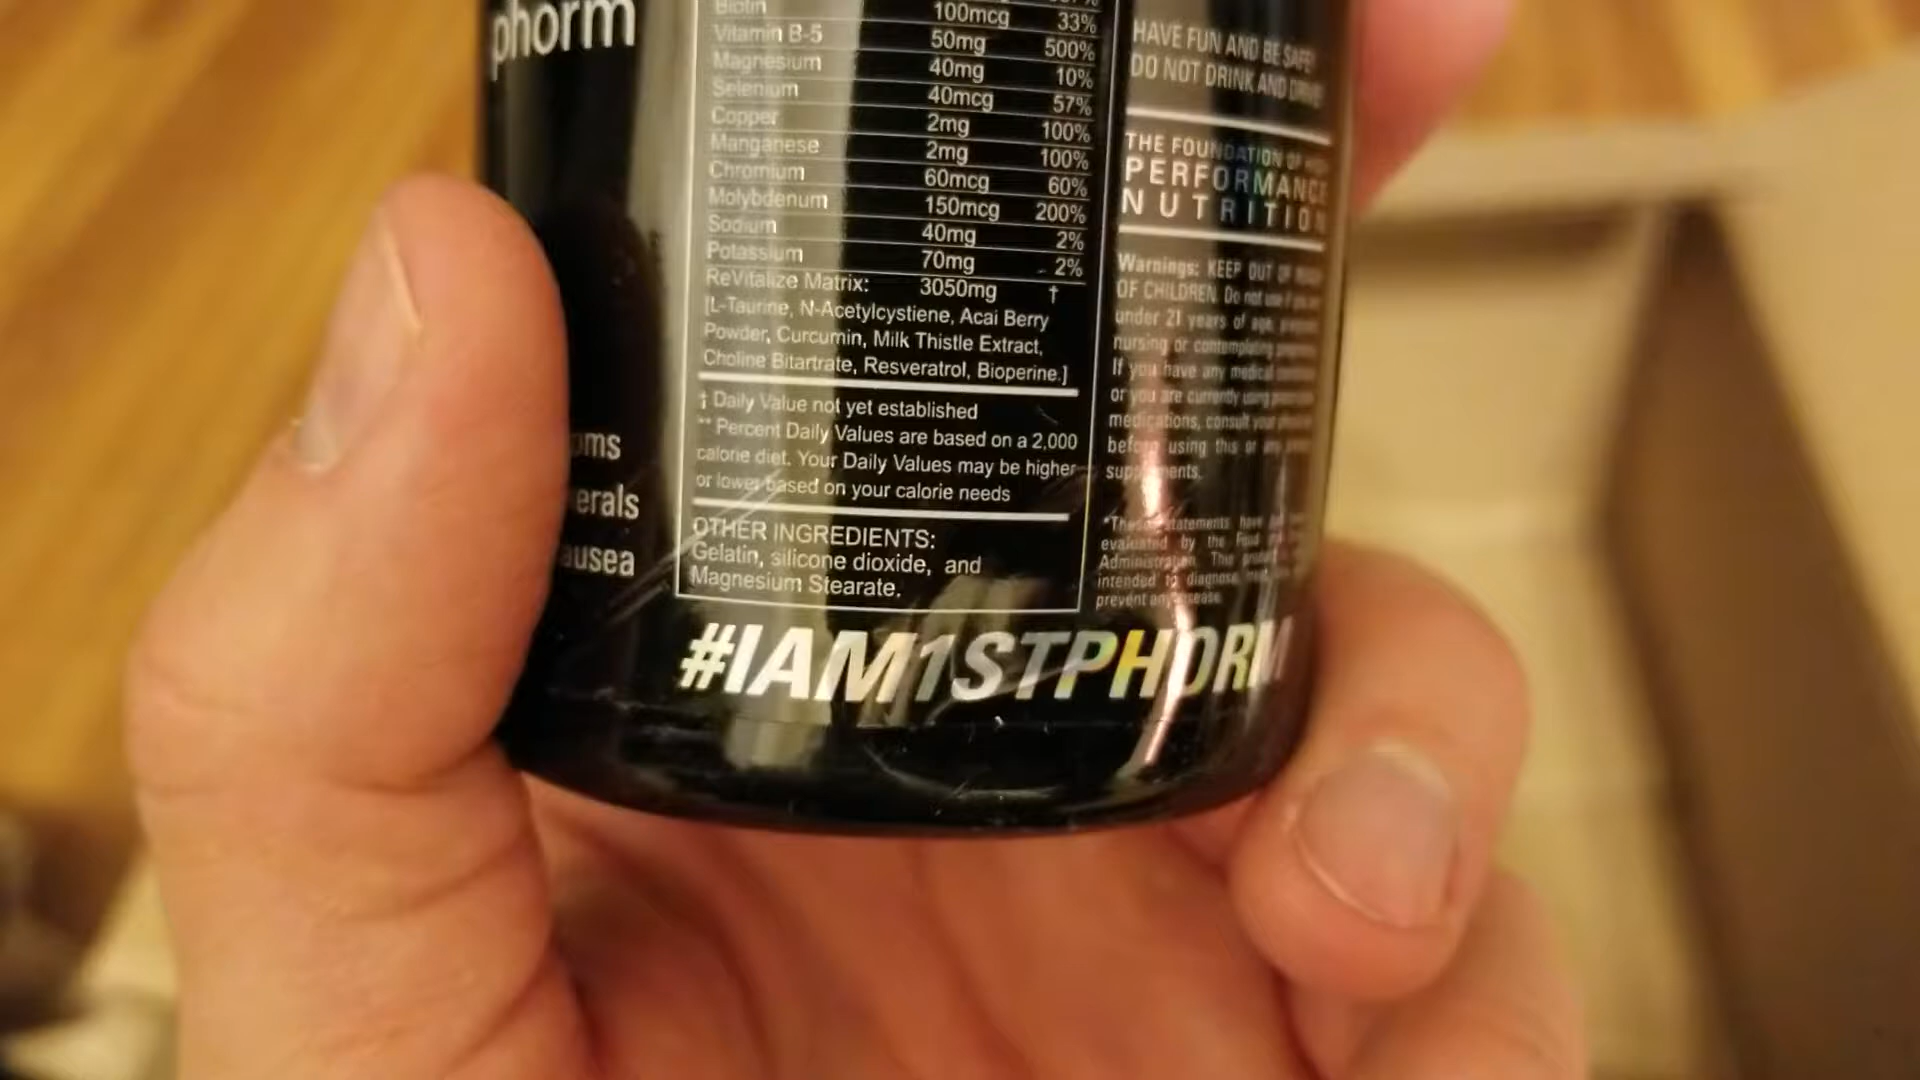 phorm
oms
erals
ausea
Biotin 100mcg 33%
Vitamin B-5 50mg 500%
Magnesium 40mg 10%
Selenium 40mcg 57%
Copper 2mg 100%
Manganese 2mg 100%
Chromium 60mcg 60%
Molybdenum 150mcg 200%
Sodium 40mg 2%
Potassium 70mg 2%
ReVitalize Matrix: 3050mg †
[L-Taurine, N-Acetylcystiene, Acai Berry
Powder, Curcumin, Milk Thistle Extract,
Choline Bitartrate, Resveratrol, Bioperine.]
† Daily Value not yet established
** Percent Daily Values are based on a 2,000
calorie diet. Your Daily Values may be higher
or lower based on your calorie needs
OTHER INGREDIENTS:
Gelatin, silicone dioxide, and
Magnesium Stearate.
HAVE FUN AND BE SAFE!
DO NOT DRINK AND DRIVE
THE FOUNDATION OF HIGH
PERFORMANCE
NUTRITION
Warnings: KEEP OUT OF REACH
OF CHILDREN. Do not use if you are
under 21 years of age, pregnant,
nursing or contemplating pregnancy.
If you have any medical
or you are currently using
medications, consult your physician
before using this or any
supplements.
*These statements have
evaluated by the Food
Administration. This product
intended to diagnose,
prevent any disease.
#IAM1STPHORM